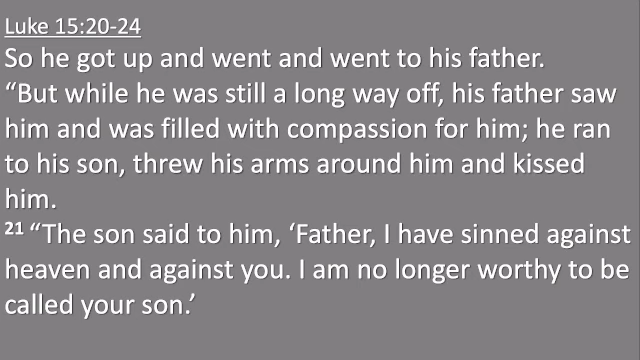 Luke 15:20-24
So he got up and went and went to his father.
“But while he was still a long way off, his father saw
him and was filled with compassion for him; he ran
to his son, threw his arms around him and kissed
him.
21 “The son said to him, ‘Father, I have sinned against
heaven and against you. I am no longer worthy to be
called your son.’